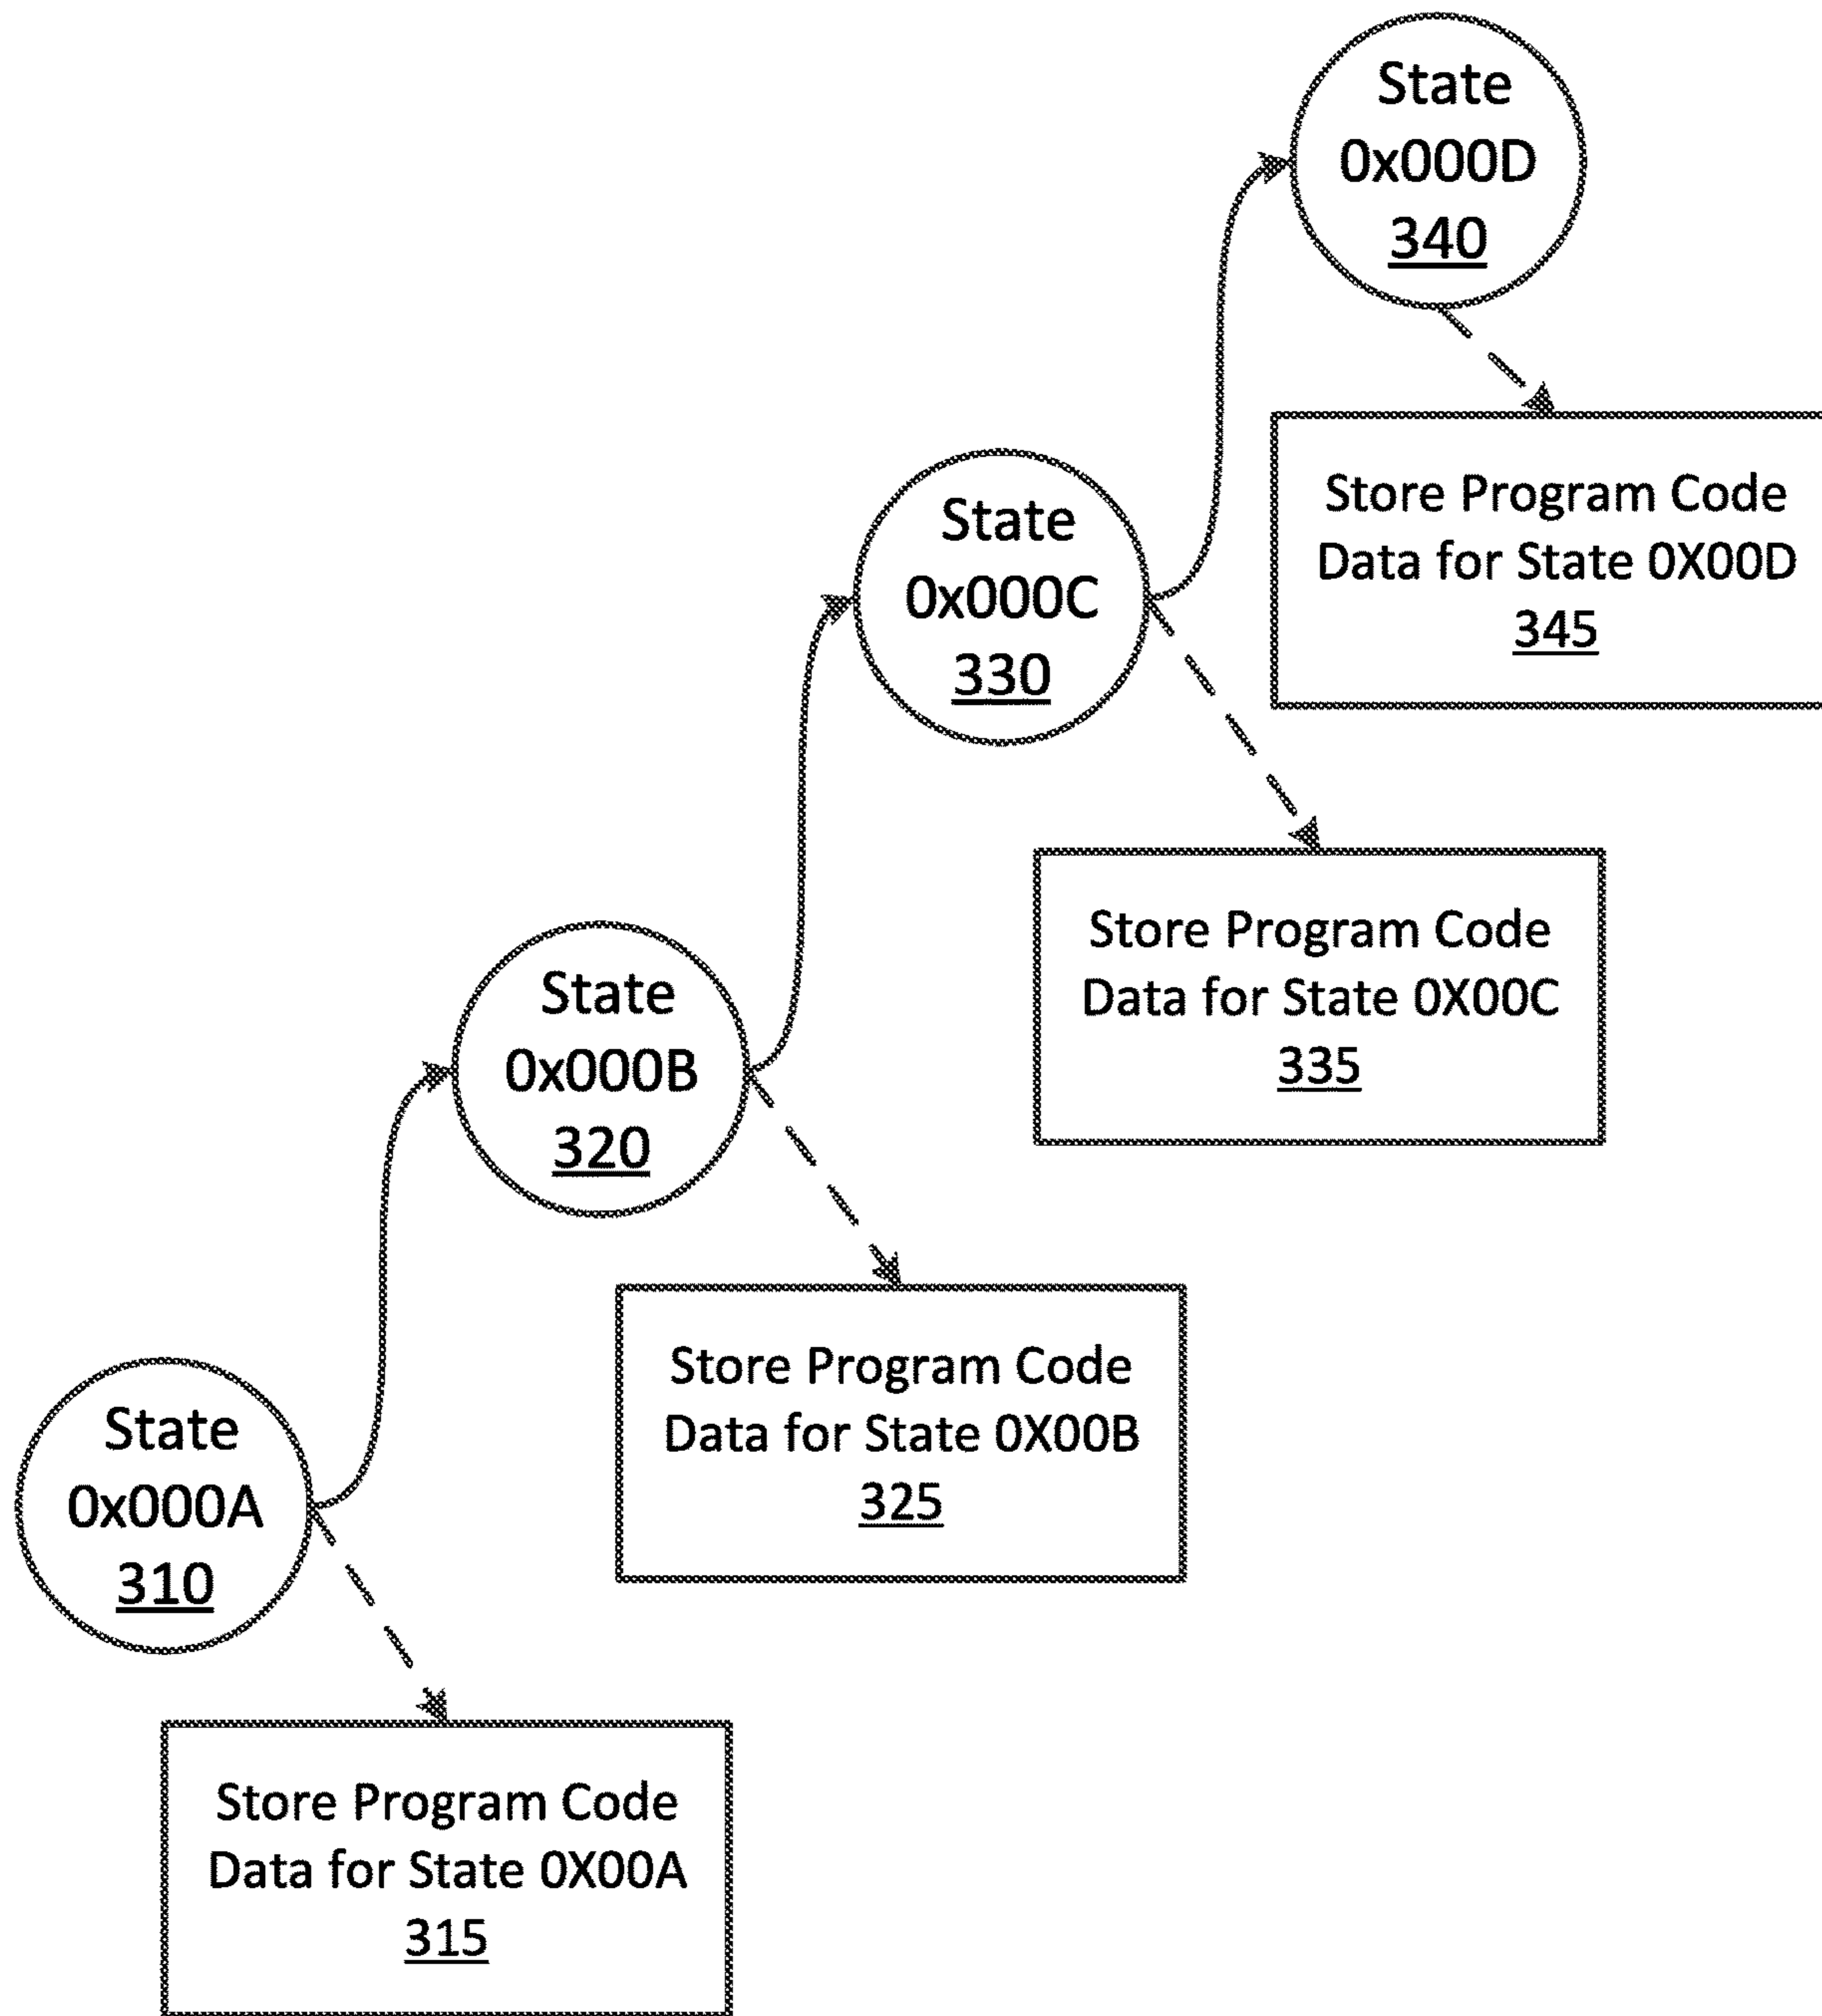 State
0x000D
340
Store Program Code
Data for State 0X00D
345
State
0x000C
330
Store Program Code
Data for State 0X00C
335
State
0x000B
320
Store Program Code
Data for State 0X00B
325
State
0x000A
310
Store Program Code
Data for State 0X00A
315